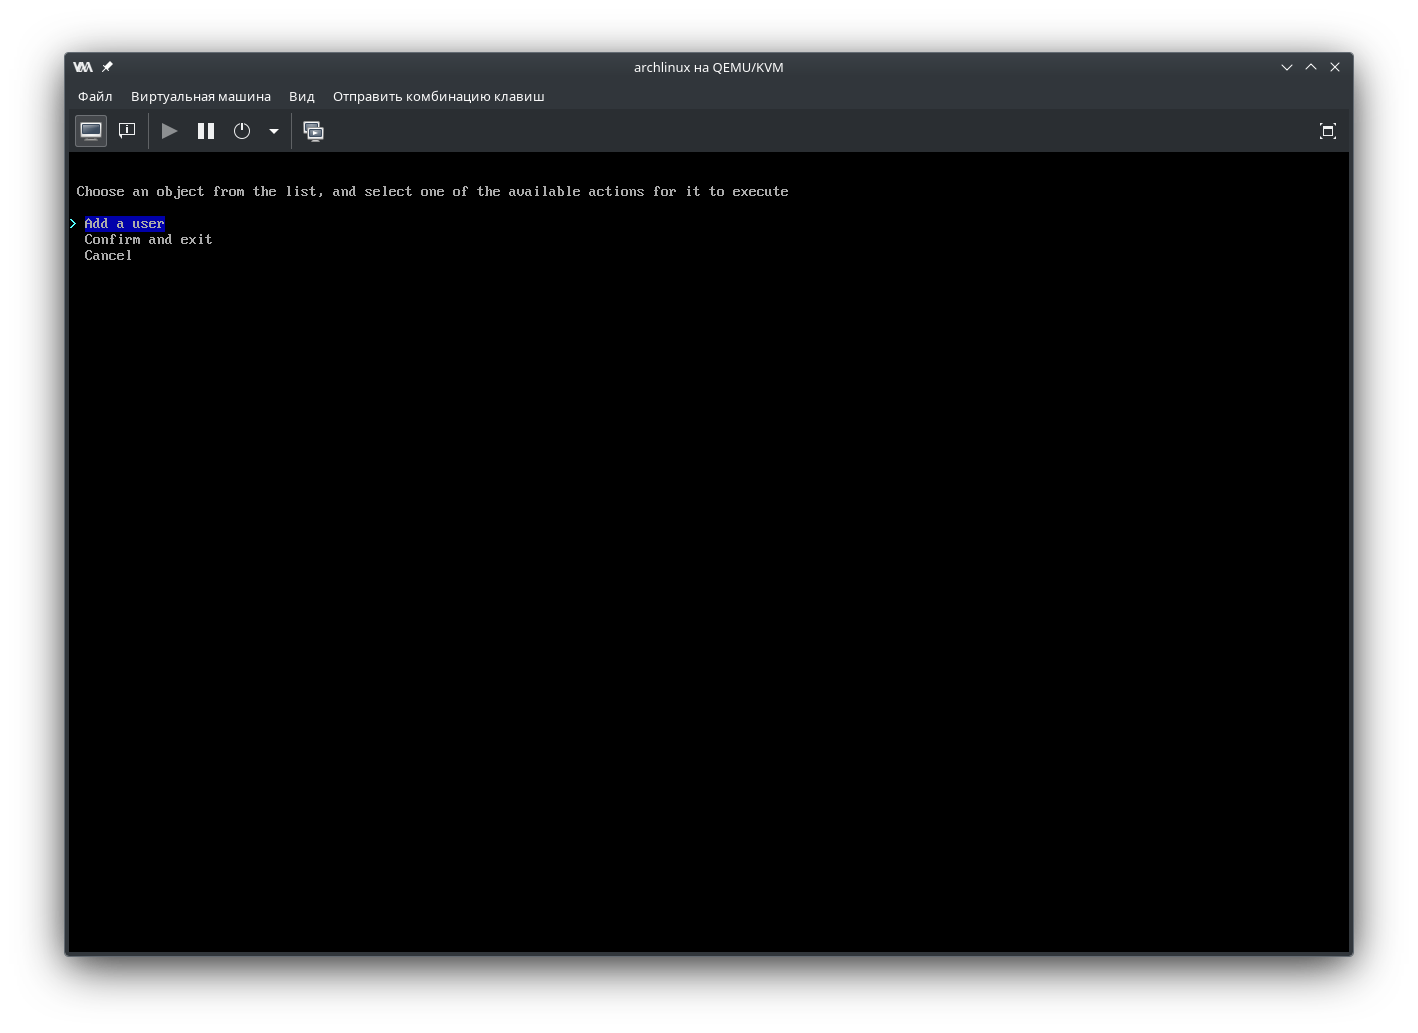 archlinux на QEMU/KVM
Файл Виртуальная машина Вид Отправить комбинацию клавиш
Choose an object from the list, and select one of the available actions for it to execute
> Add a user
Confirm and exit
Cancel